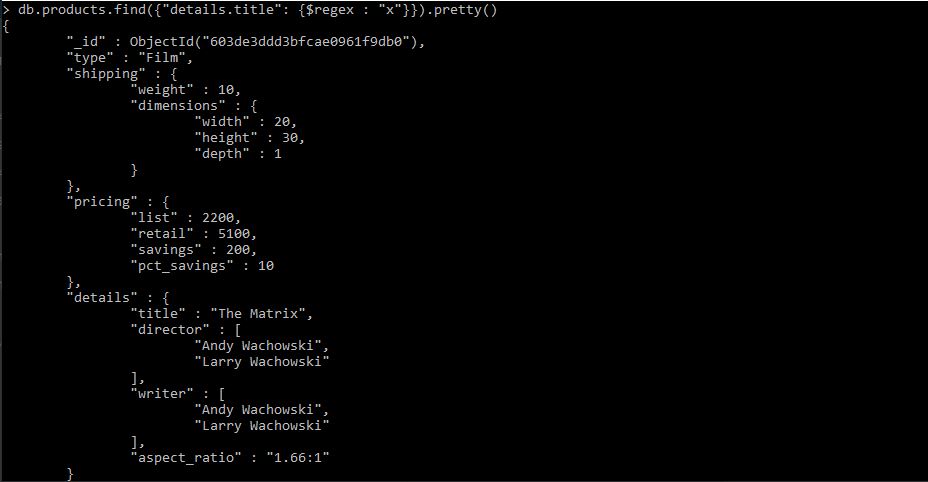 > db.products.find({"details.title": {$regex : "x"}}).pretty()
{
        "_id" : ObjectId("603de3ddd3bfcae0961f9db0"),
        "type" : "Film",
        "shipping" : {
                "weight" : 10,
                "dimensions" : {
                        "width" : 20,
                        "height" : 30,
                        "depth" : 1
                }
        },
        "pricing" : {
                "list" : 2200,
                "retail" : 5100,
                "savings" : 200,
                "pct_savings" : 10
        },
        "details" : {
                "title" : "The Matrix",
                "director" : [
                        "Andy Wachowski",
                        "Larry Wachowski"
                ],
                "writer" : [
                        "Andy Wachowski",
                        "Larry Wachowski"
                ],
                "aspect_ratio" : "1.66:1"
        }